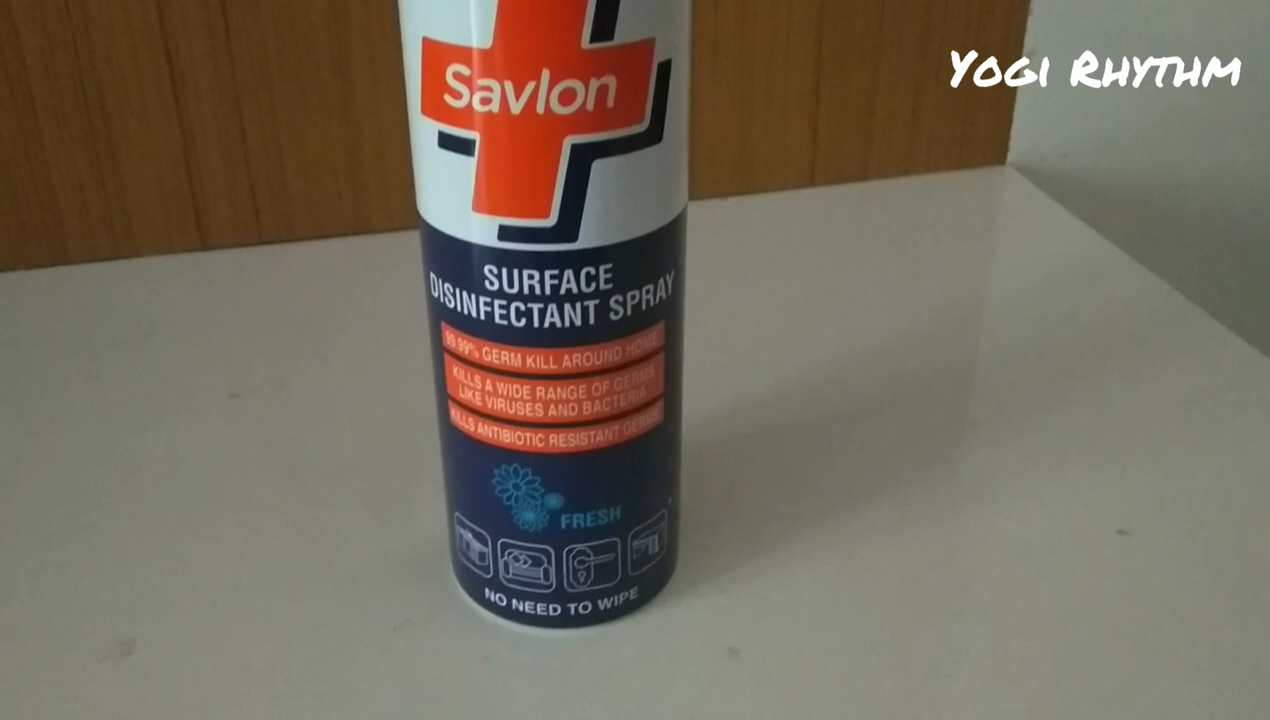 Yogi Rhythm
Savlon
SURFACE
DISINFECTANT SPRAY
99.99% GERM KILL AROUND HOME
KILLS A WIDE RANGE OF GERMS
LIKE VIRUSES AND BACTERIA
KILLS ANTIBIOTIC RESISTANT GERMS
FRESH
NO NEED TO WIPE